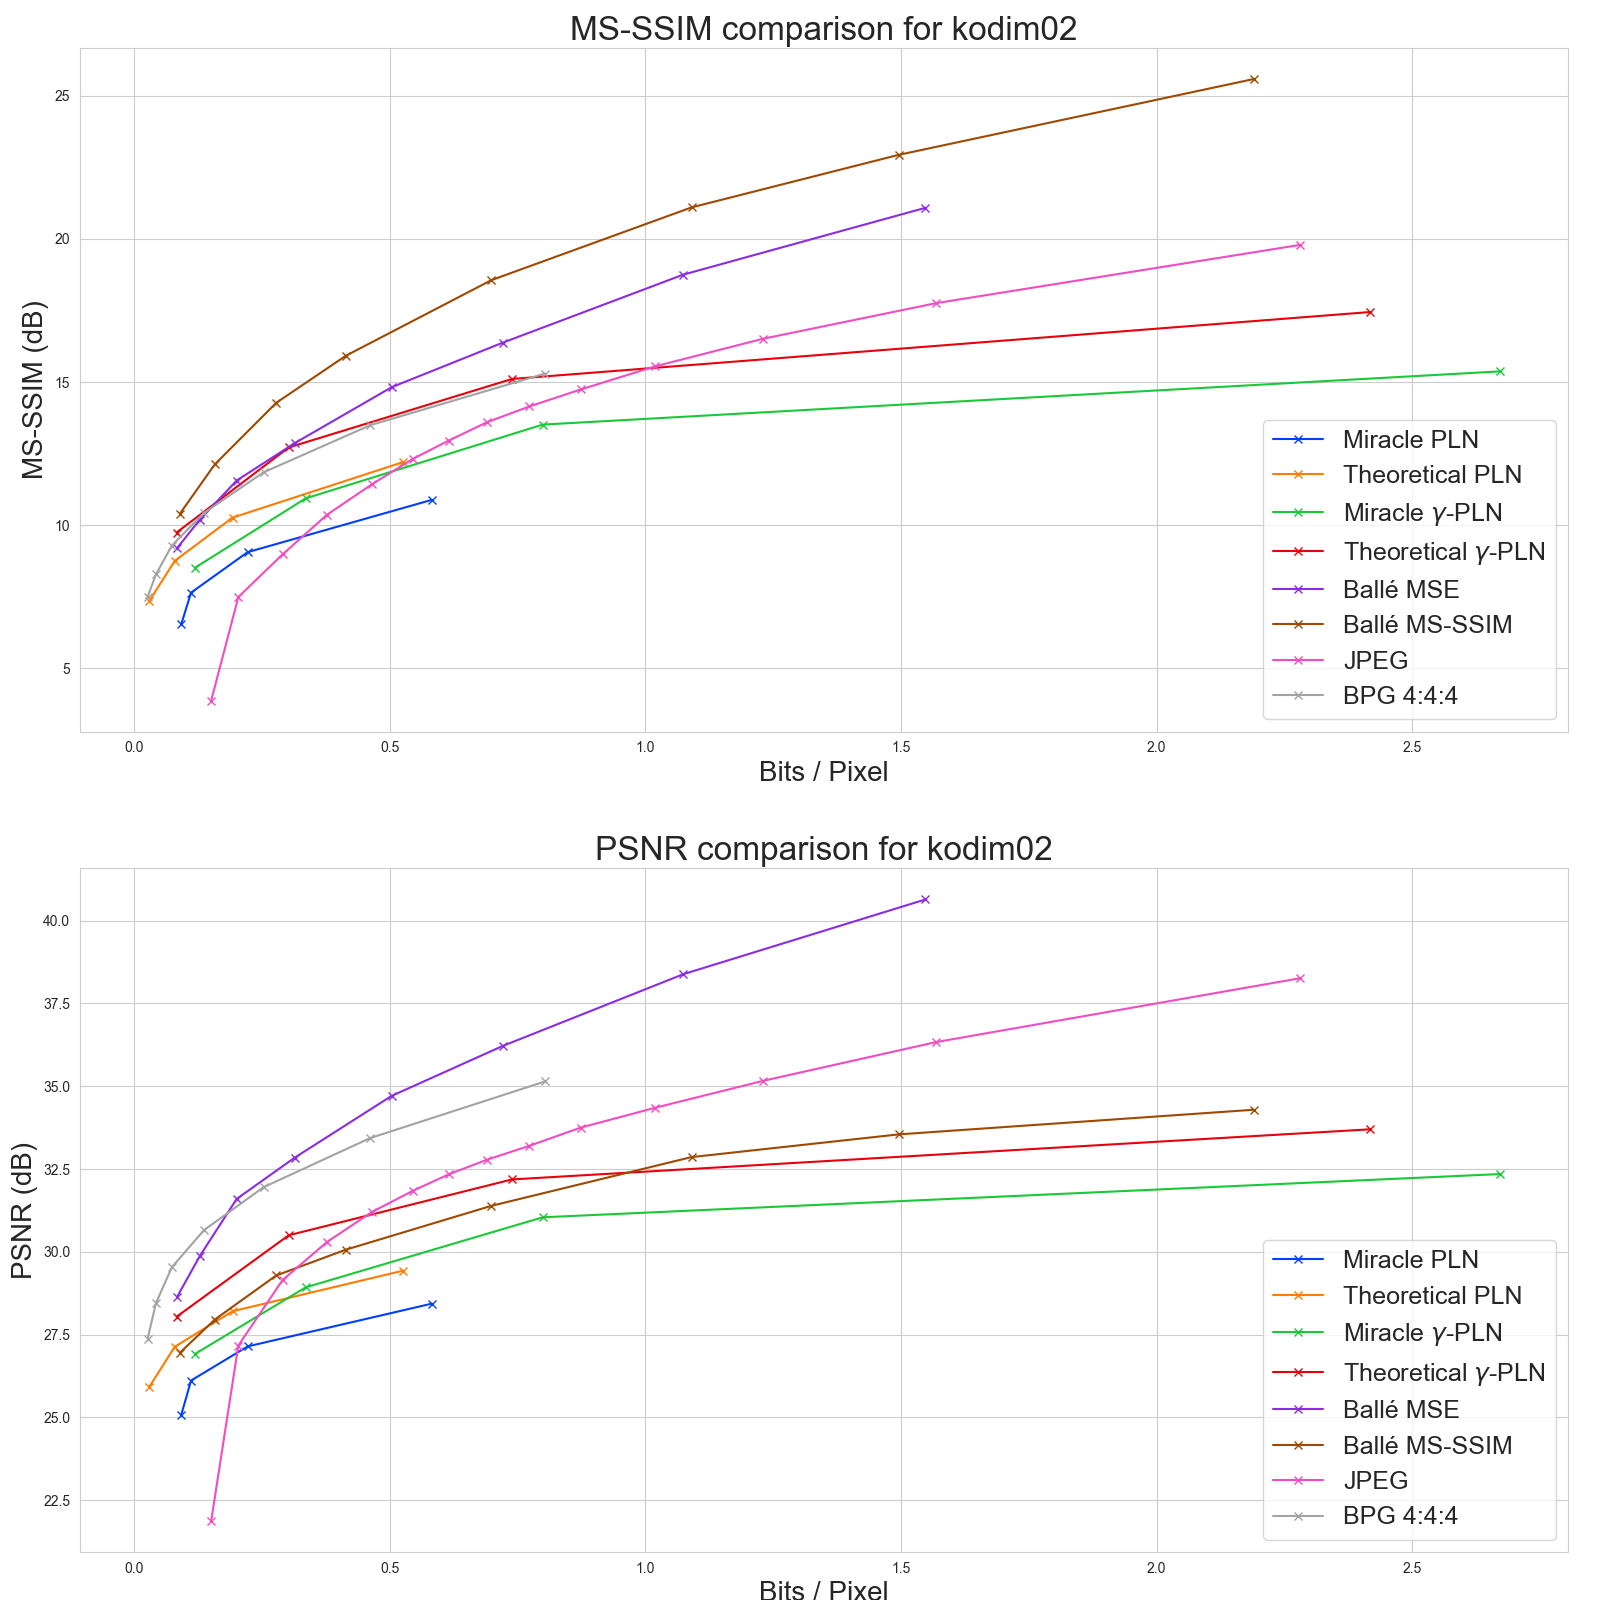 MS-SSIM comparison for kodim02
MS-SSIM (dB)
25
20
15
10
5
0.0 0.5 1.0 1.5 2.0 2.5
Bits / Pixel
Miracle PLN
Theoretical PLN
Miracle γ-PLN
Theoretical γ-PLN
Ballé MSE
Ballé MS-SSIM
JPEG
BPG 4:4:4
PSNR comparison for kodim02
PSNR (dB)
40.0
37.5
35.0
32.5
30.0
27.5
25.0
22.5
0.0 0.5 1.0 1.5 2.0 2.5
Bits / Pixel
Miracle PLN
Theoretical PLN
Miracle γ-PLN
Theoretical γ-PLN
Ballé MSE
Ballé MS-SSIM
JPEG
BPG 4:4:4